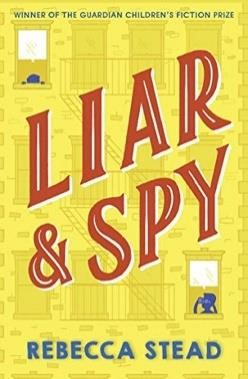 WINNER OF THE GUARDIAN CHILDREN'S FICTION PRIZE
LIAR
& SPY
REBECCA STEAD